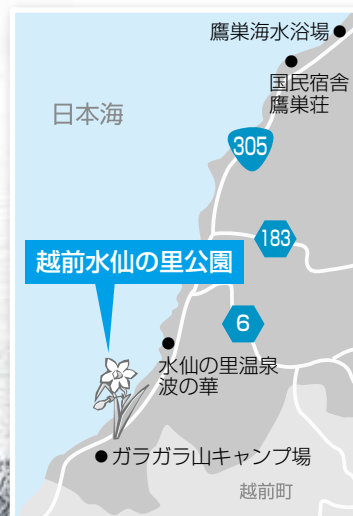 鷹巣海水浴場
国民宿舎
鷹巣荘
日本海
305
183
越前水仙の里公園
6
水仙の里温泉
波の華
ガラガラ山キャンプ場
越前町